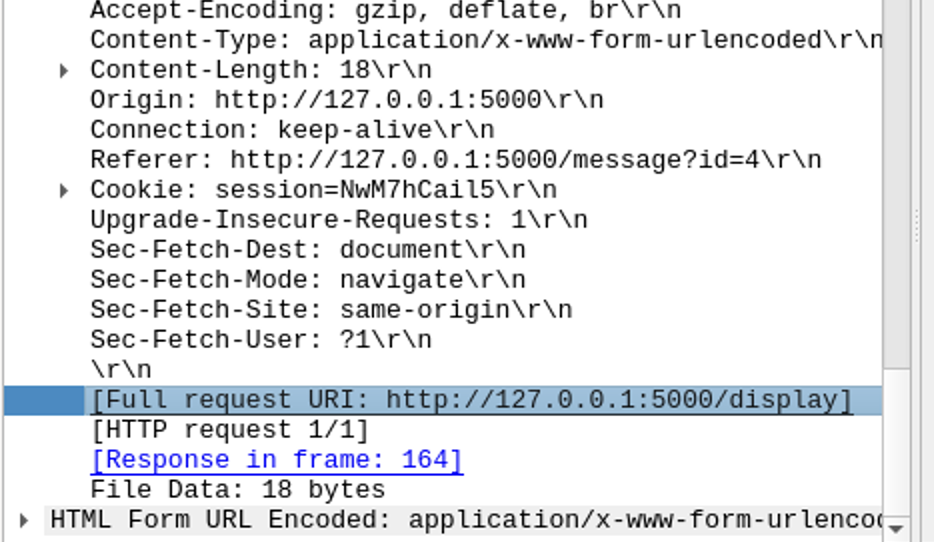 Accept-Encoding: gzip, deflate, br\r\n
Content-Type: application/x-www-form-urlencoded\r\n
Content-Length: 18\r\n
Origin: http://127.0.0.1:5000\r\n
Connection: keep-alive\r\n
Referer: http://127.0.0.1:5000/message?id=4\r\n
Cookie: session=NwM7hCail5\r\n
Upgrade-Insecure-Requests: 1\r\n
Sec-Fetch-Dest: document\r\n
Sec-Fetch-Mode: navigate\r\n
Sec-Fetch-Site: same-origin\r\n
Sec-Fetch-User: ?1\r\n
\r\n
[Full request URI: http://127.0.0.1:5000/display]
[HTTP request 1/1]
[Response in frame: 164]
File Data: 18 bytes
HTML Form URL Encoded: application/x-www-form-urlenco